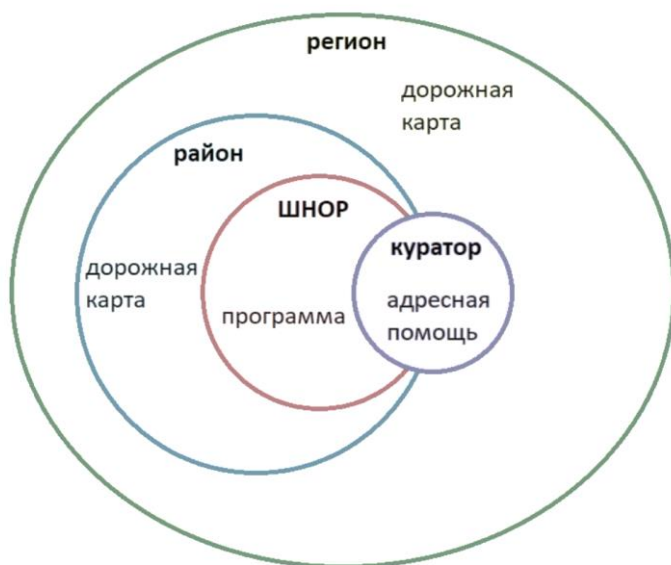 регион
дорожная
карта
район
ШНОР
куратор
дорожная
карта
программа
адресная
помощь